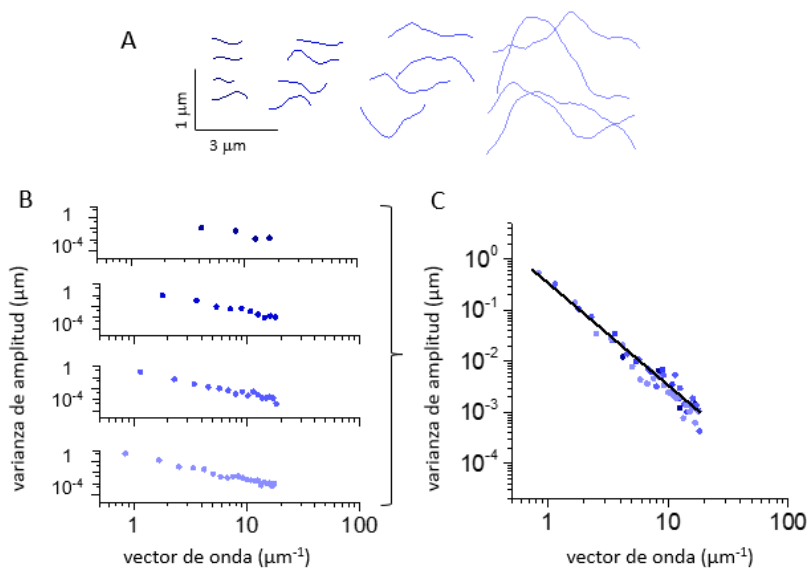 A
1 μm
3 μm
B
varianza de amplitud (μm)
1
10-4
1
10-4
1
10-4
1
10-4
1
10
100
vector de onda (μm-1)
C
varianza de amplitud (μm)
100
10-1
10-2
10-3
10-4
1
10
100
vector de onda (μm-1)